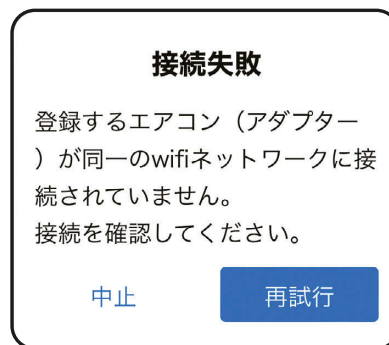 接続失敗
登録するエアコン（アダプター
）が同一のwifiネットワークに接
続されていません。
接続を確認してください。
中止
再試行